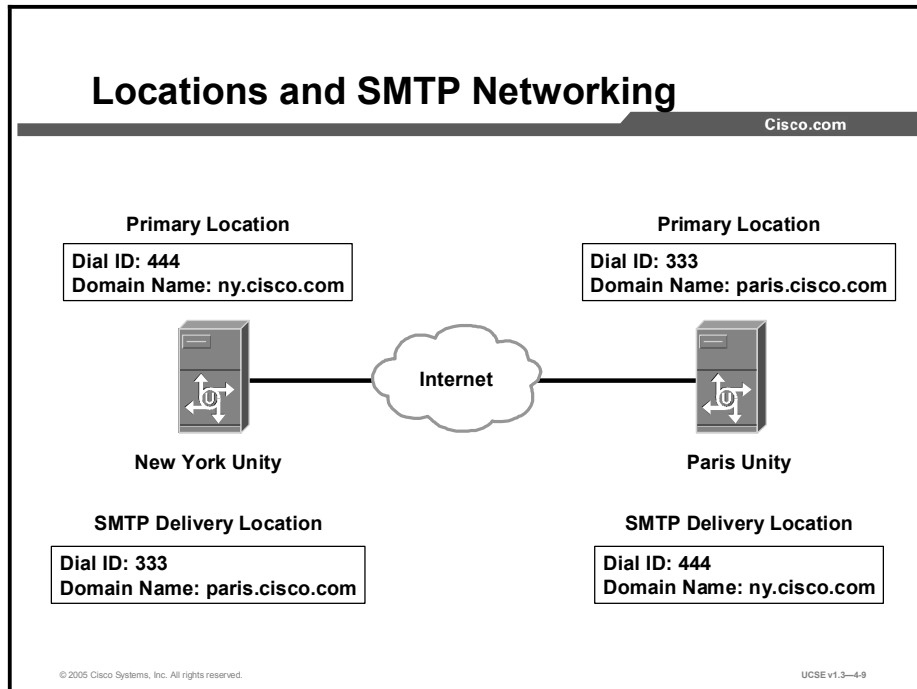 Locations and SMTP Networking
Cisco.com
Primary Location
Dial ID: 444
Domain Name: ny.cisco.com
Primary Location
Dial ID: 333
Domain Name: paris.cisco.com
U
Internet
U
New York Unity
Paris Unity
SMTP Delivery Location
Dial ID: 333
Domain Name: paris.cisco.com
SMTP Delivery Location
Dial ID: 444
Domain Name: ny.cisco.com
© 2005 Cisco Systems, Inc. All rights reserved.
UCSE v1.3—4-9